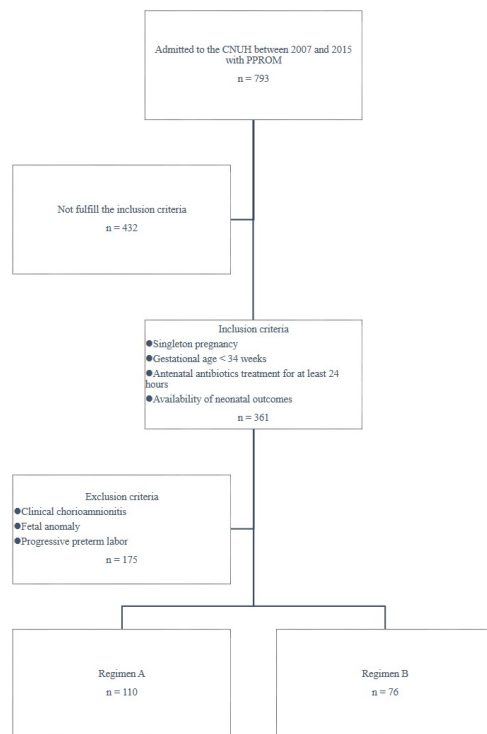 Admitted to the CNUH between 2007 and 2015
with PPROM
n = 793
Not fulfill the inclusion criteria
n = 432
Inclusion criteria
●Singleton pregnancy
●Gestational age < 34 weeks
●Antenatal antibiotics treatment for at least 24
hours
●Availability of neonatal outcomes
n = 361
Exclusion criteria
●Clinical chorioamnionitis
●Fetal anomaly
●Progressive preterm labor
n = 175
Regimen A
n = 110
Regimen B
n = 76